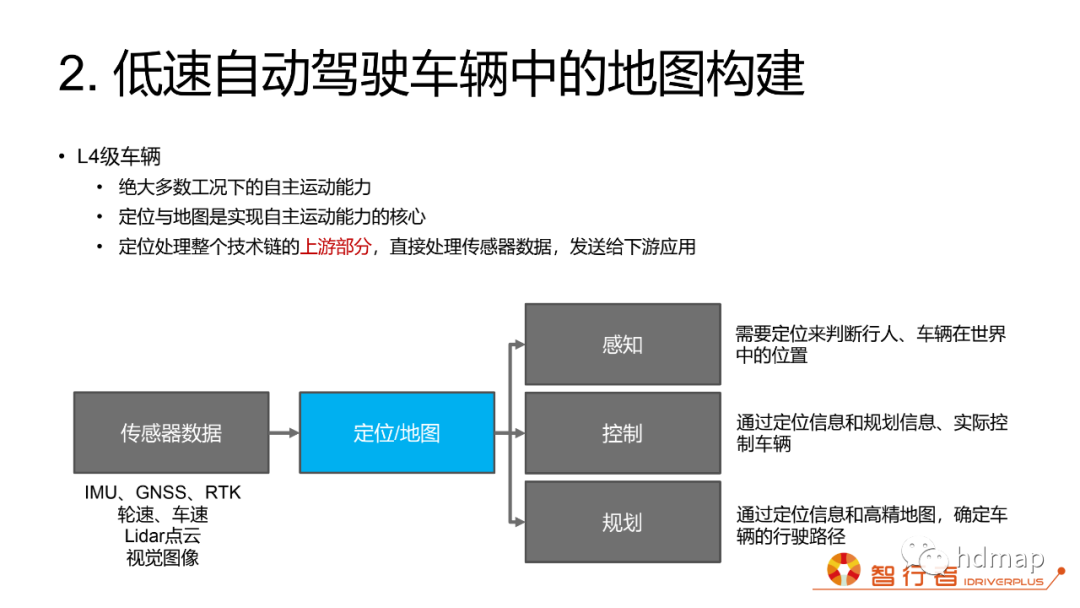 2. 低速自动驾驶车辆中的地图构建
• L4级车辆
• 绝大多数工况下的自主运动能力
• 定位与地图是实现自主运动能力的核心
• 定位处理整个技术链的上游部分，直接处理传感器数据，发送给下游应用
传感器数据
IMU、GNSS、RTK
轮速、车速
Lidar点云
视觉图像
定位/地图
感知
需要定位来判断行人、车辆在世界
中的位置
控制
通过定位信息和规划信息、实际控
制车辆
规划
通过定位信息和高精地图，确定车
辆的行驶路径
hdmap
智行者 IDRIVERPLUS